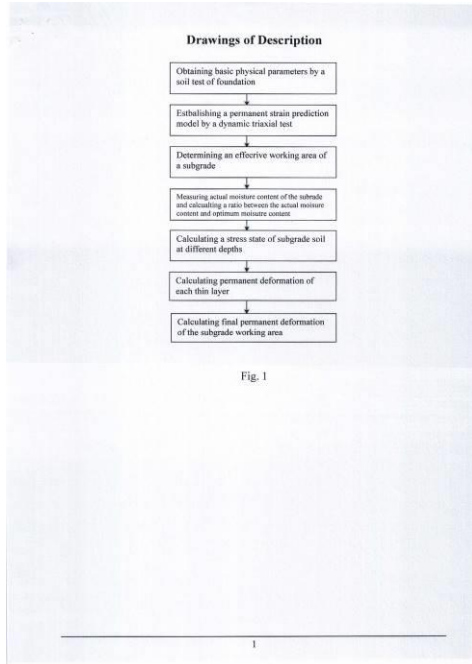 Drawings of Description
Obtaining basic physical parameters by a
soil test of foundation
Estbalishing a permanent strain prediction
model by a dynamic triaxial test
Determining an effecrive working area of
a subgrade
Measuring actual moisture content of the subrade
and calcualting a ratio between the actual moisure
content and optimum moisutre content
Calculating a stress state of subgrade soil
at different depths
Calculating permanent deformation of
each thin layer
Calculating final permanent deformation
of the subgrade working area
Fig. 1
1